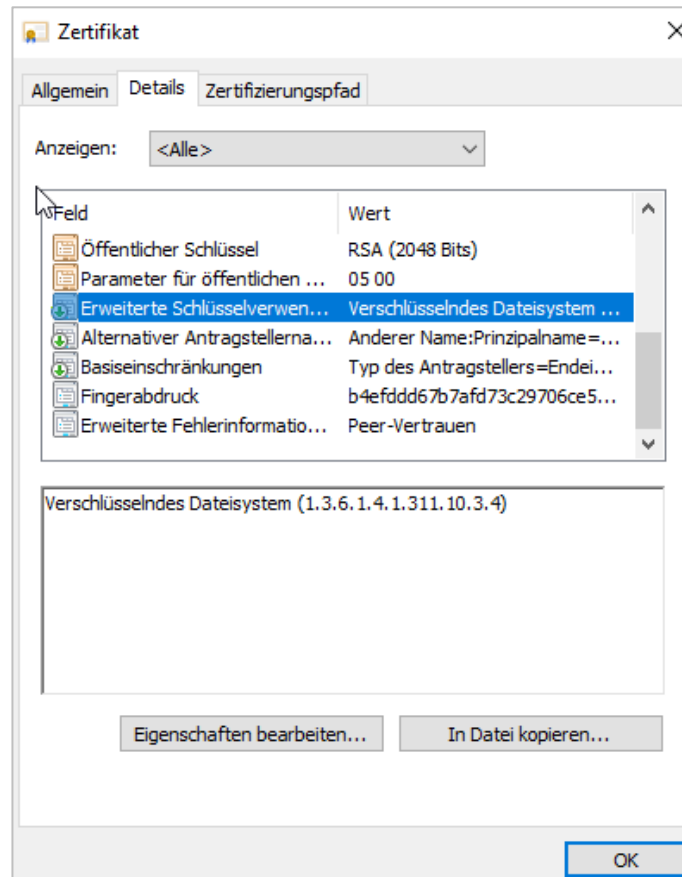 Zertifikat
Allgemein Details Zertifizierungspfad
Anzeigen: <Alle>
Feld Wert
Öffentlicher Schlüssel RSA (2048 Bits)
Parameter für öffentlichen ... 05 00
Erweiterte Schlüsselverwen... Verschlüsselndes Dateisystem ...
Alternativer Antragstellerna... Anderer Name:Prinzipalname=...
Basiseinschränkungen Typ des Antragstellers=Endei...
Fingerabdruck b4efddd67b7afd73c29706ce5...
Erweiterte Fehlerinformatio... Peer-Vertrauen
Verschlüsselndes Dateisystem (1.3.6.1.4.1.311.10.3.4)
Eigenschaften bearbeiten... In Datei kopieren...
OK